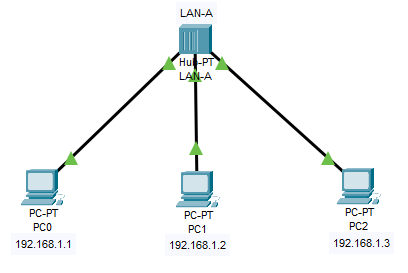 LAN-A
Hub-PT
LAN-A
PC-PT
PC0
192.168.1.1
PC-PT
PC1
192.168.1.2
PC-PT
PC2
192.168.1.3